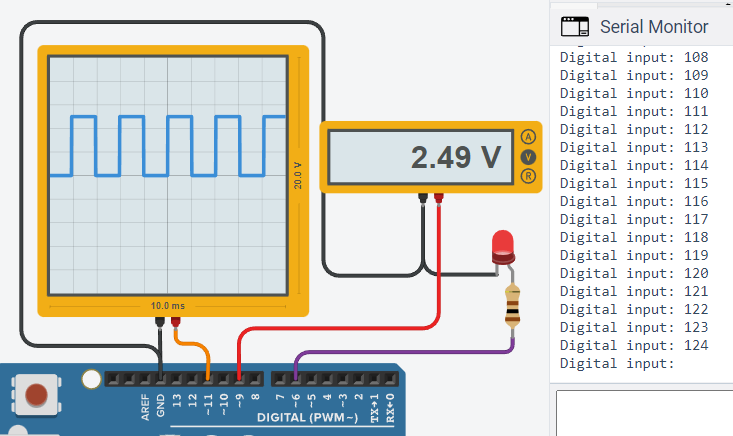 Serial Monitor
Digital input: 108
Digital input: 109
Digital input: 110
Digital input: 111
Digital input: 112
Digital input: 113
Digital input: 114
Digital input: 115
Digital input: 116
Digital input: 117
Digital input: 118
Digital input: 119
Digital input: 120
Digital input: 121
Digital input: 122
Digital input: 123
Digital input: 124
Digital input:
2.49 V
A
V
R
20.0 V
10.0 ms
AREF
GND
13
12
~11
~10
~9
8
7
~6
~5
4
~3
2
TX→1
RX←0
DIGITAL (PWM~)